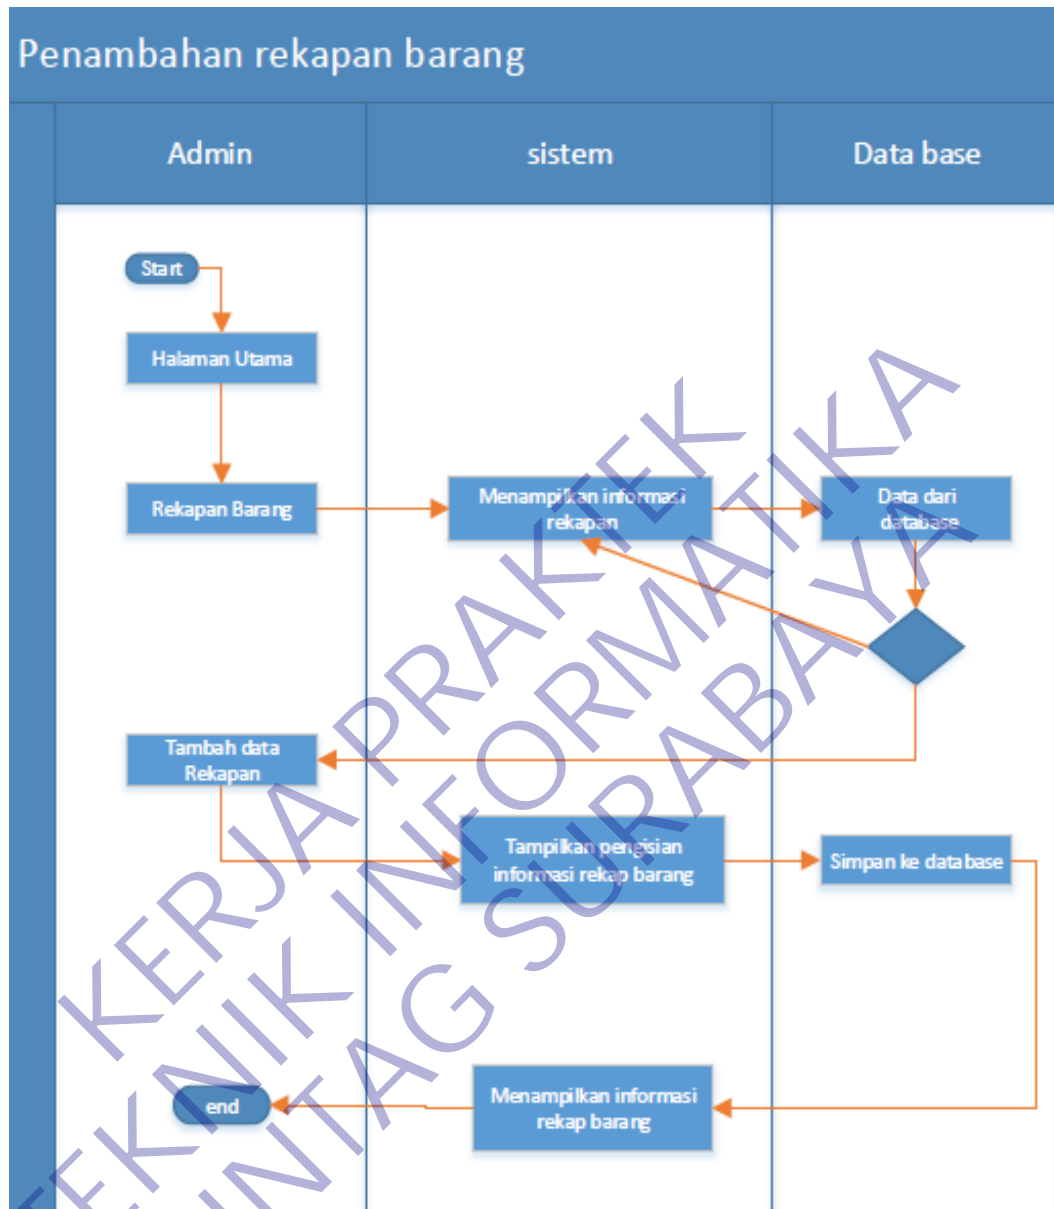 Penambahan rekapan barang
Admin
sistem
Data base
Start
Halaman Utama
Rekapan Barang
Menampilkan informasi
rekapan
Data dari
database
Tambah data
Rekapan
Tampilkan pengisian
informasi rekap barang
Simpan ke database
Menampilkan informasi
rekap barang
end
KERJA PRAKTEK
TEKNIK INFORMATIKA
UNTAG SURABAYA